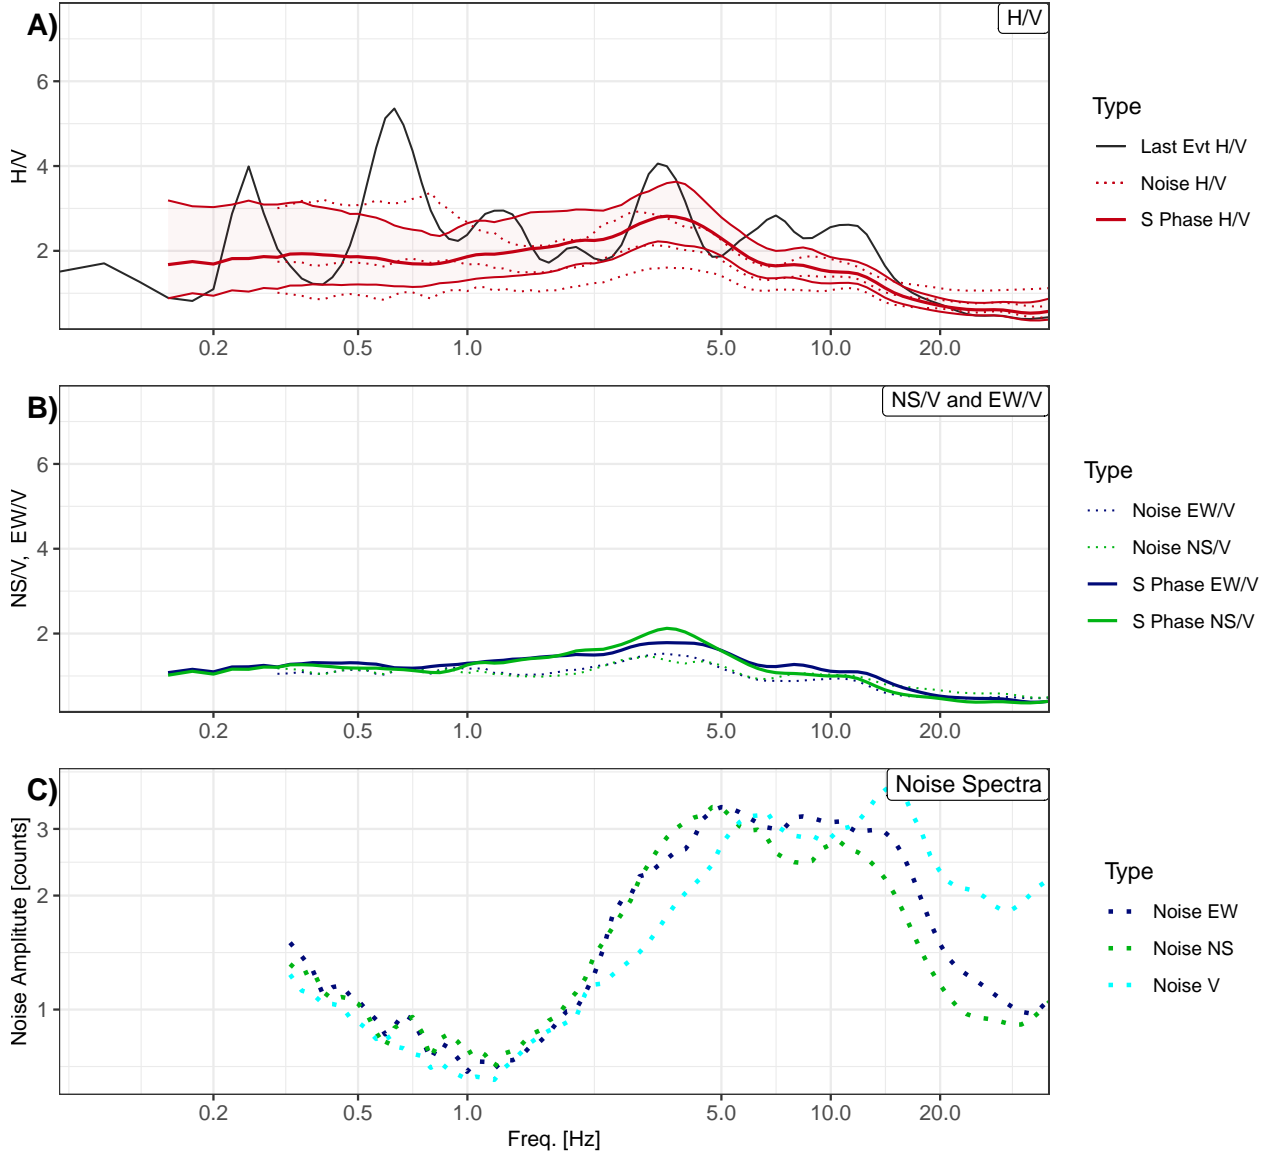 A)
H/V
H/V
6
4
2
0.2 0.5 1.0 5.0 10.0 20.0
Type
Last Evt H/V
Noise H/V
S Phase H/V
B)
NS/V and EW/V
NS/V, EW/V
6
4
2
0.2 0.5 1.0 5.0 10.0 20.0
Type
Noise EW/V
Noise NS/V
S Phase EW/V
S Phase NS/V
C)
Noise Spectra
Noise Amplitute [counts]
3
2
1
0.2 0.5 1.0 5.0 10.0 20.0
Freq. [Hz]
Type
Noise EW
Noise NS
Noise V